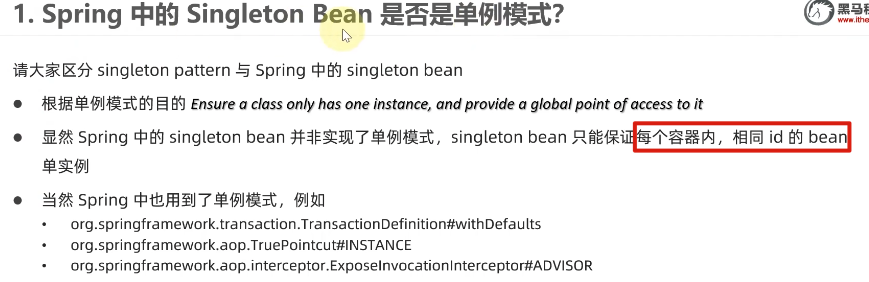 1. Spring 中的 Singleton Bean 是否是单例模式？
黑马程
www.ithe
请大家区分 singleton pattern 与 Spring 中的 singleton bean
● 根据单例模式的目的 Ensure a class only has one instance, and provide a global point of access to it
● 显然 Spring 中的 singleton bean 并非实现了单例模式，singleton bean 只能保证每个容器内，相同 id 的 bean
单实例
● 当然 Spring 中也用到了单例模式，例如
• org.springframework.transaction.TransactionDefinition#withDefaults
• org.springframework.aop.TruePointcut#INSTANCE
• org.springframework.aop.interceptor.ExposeInvocationInterceptor#ADVISOR